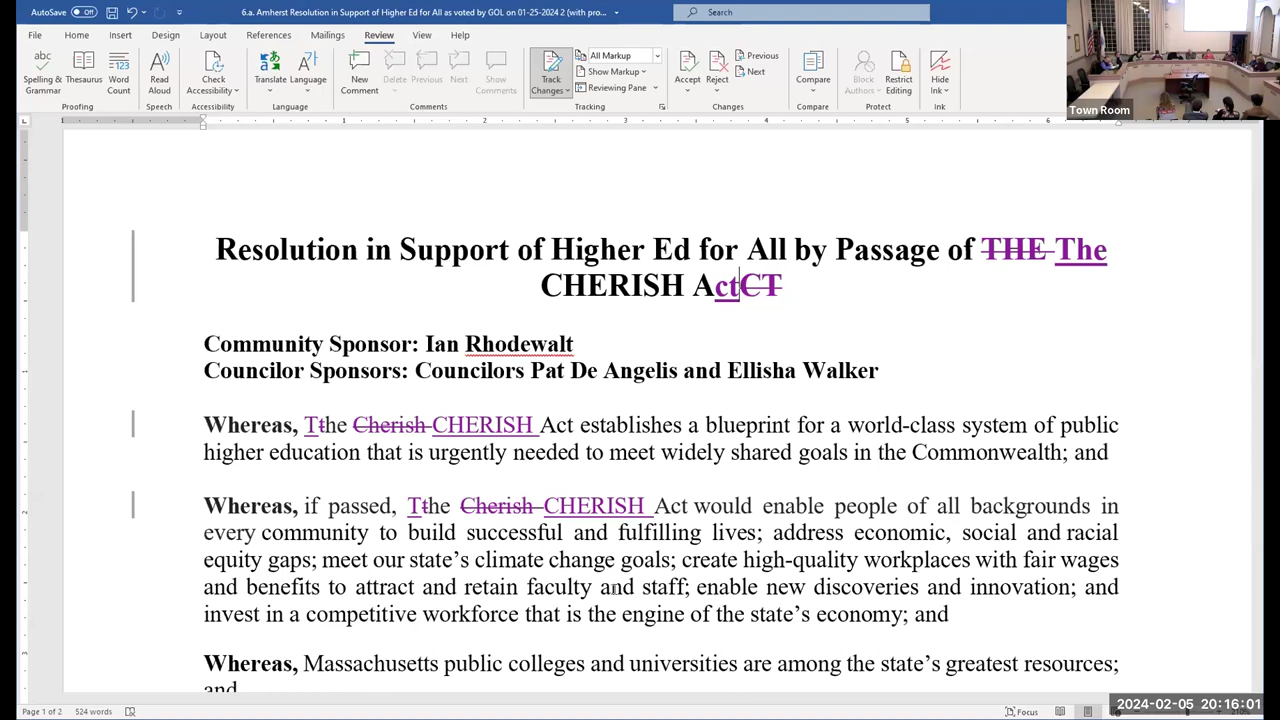 AutoSave Off 6.a. Amherst Resolution in Support of Higher Ed for All as voted by GOL on 01-25-2024 2 (with pro... Search
File Home Insert Design Layout References Mailings Review View Help
Spelling & Grammar Thesaurus Word Count Read Aloud Check Accessibility Translate Language New Comment Delete Previous Next Show Comments Track Changes All Markup Show Markup Reviewing Pane Accept Reject Previous Next Compare Block Authors Restrict Editing Hide Ink
Proofing Speech Accessibility Language Comments Tracking Changes Compare Protect Ink
Town Room
Resolution in Support of Higher Ed for All by Passage of THE The
CHERISH ActCT
Community Sponsor: Ian Rhodewalt
Councilor Sponsors: Councilors Pat De Angelis and Ellisha Walker
Whereas, Tthe Cherish CHERISH Act establishes a blueprint for a world-class system of public
higher education that is urgently needed to meet widely shared goals in the Commonwealth; and
Whereas, if passed, Tthe Cherish CHERISH Act would enable people of all backgrounds in
every community to build successful and fulfilling lives; address economic, social and racial
equity gaps; meet our state's climate change goals; create high-quality workplaces with fair wages
and benefits to attract and retain faculty and staff; enable new discoveries and innovation; and
invest in a competitive workforce that is the engine of the state's economy; and
Whereas, Massachusetts public colleges and universities are among the state's greatest resources;
and
Page 1 of 2 524 words Focus
2024-02-05 20:16:01